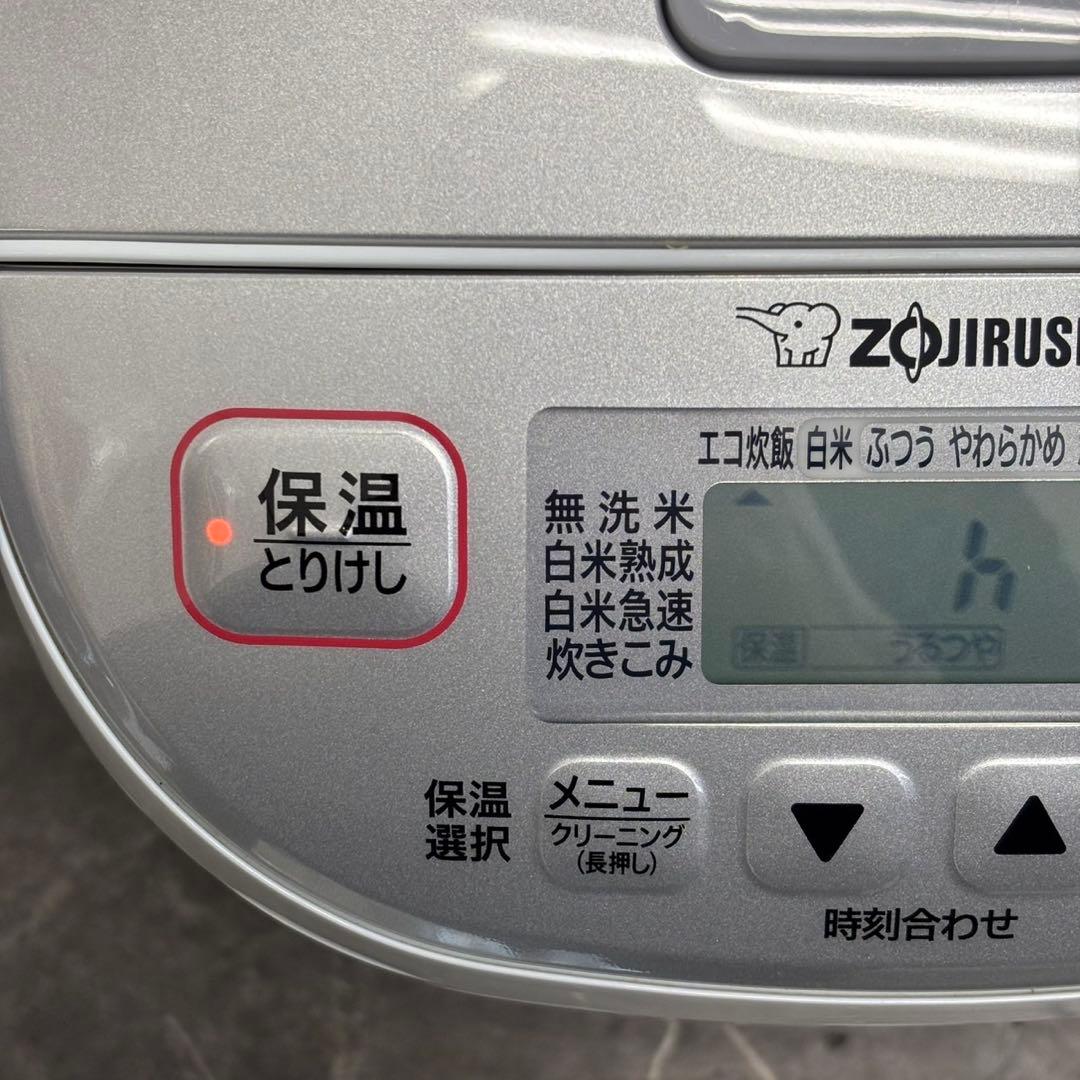 ZOJIRUSH
エコ炊飯 白米 ふつう やわらかめ
保温
とりけし
無洗米
白米熟成
白米急速
炊きこみ
h
保温 うるつや
保温
選択
メニュー
クリーニング
(長押し)
▼ ▲
時刻合わせ